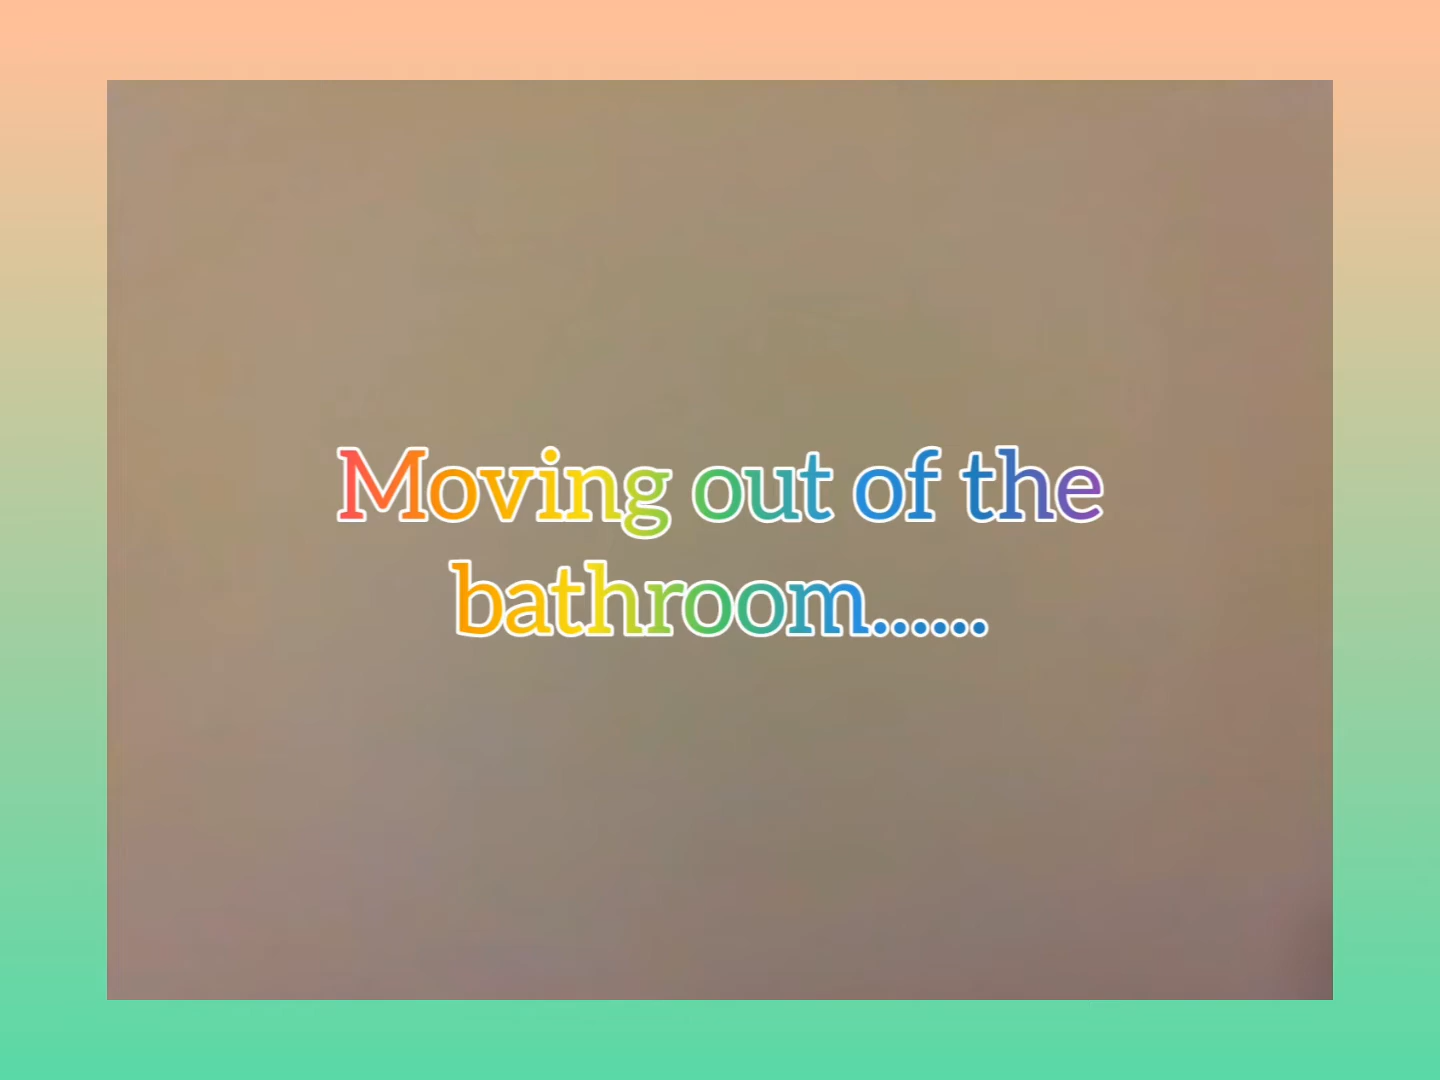 Moving out of the
bathroom......